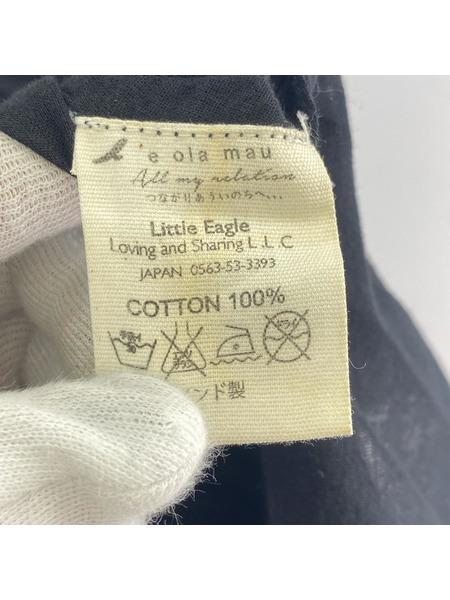 e ola mau
All my relation
つながりあういのちへ...
Little Eagle
Loving and Sharing L L C
JAPAN 0563-53-3393
COTTON 100%
ンド製